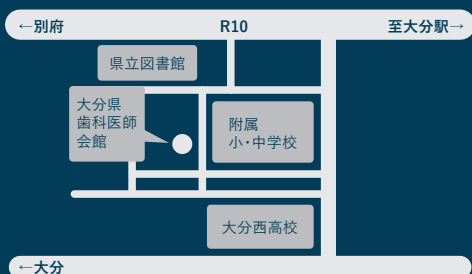 ←別府
R10
至大分駅→
県立図書館
大分県
歯科医師
会館
附属
小・中学校
大分西高校
←大分